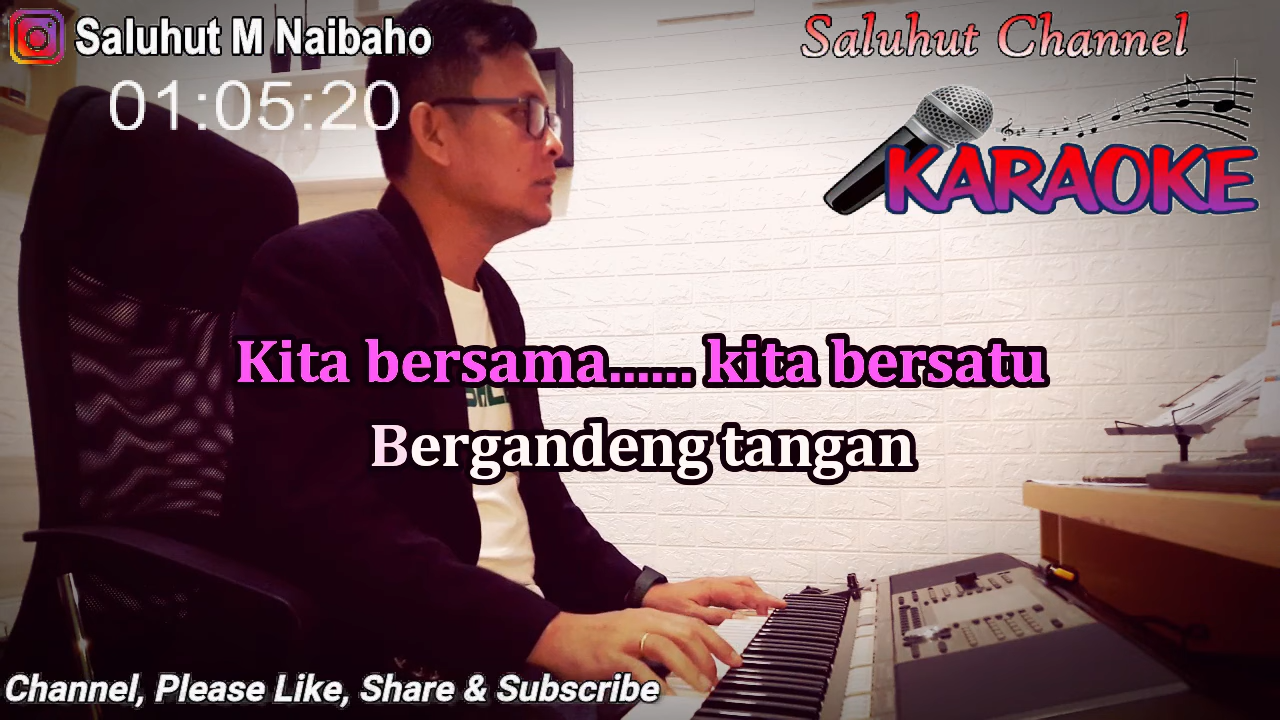 Saluhut M Naibaho
Saluhut Channel
01:05:20
KARAOKE
Kita bersama...... kita bersatu
Bergandeng tangan
Channel, Please Like, Share & Subscribe